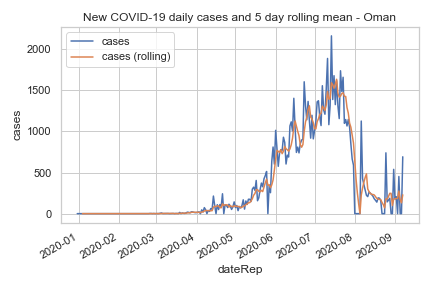 New COVID-19 daily cases and 5 day rolling mean - Oman
cases
cases (rolling)
2000
1500
1000
500
0
cases
2020-01
2020-02
2020-03
2020-04
2020-05
2020-06
2020-07
2020-08
2020-09
dateRep